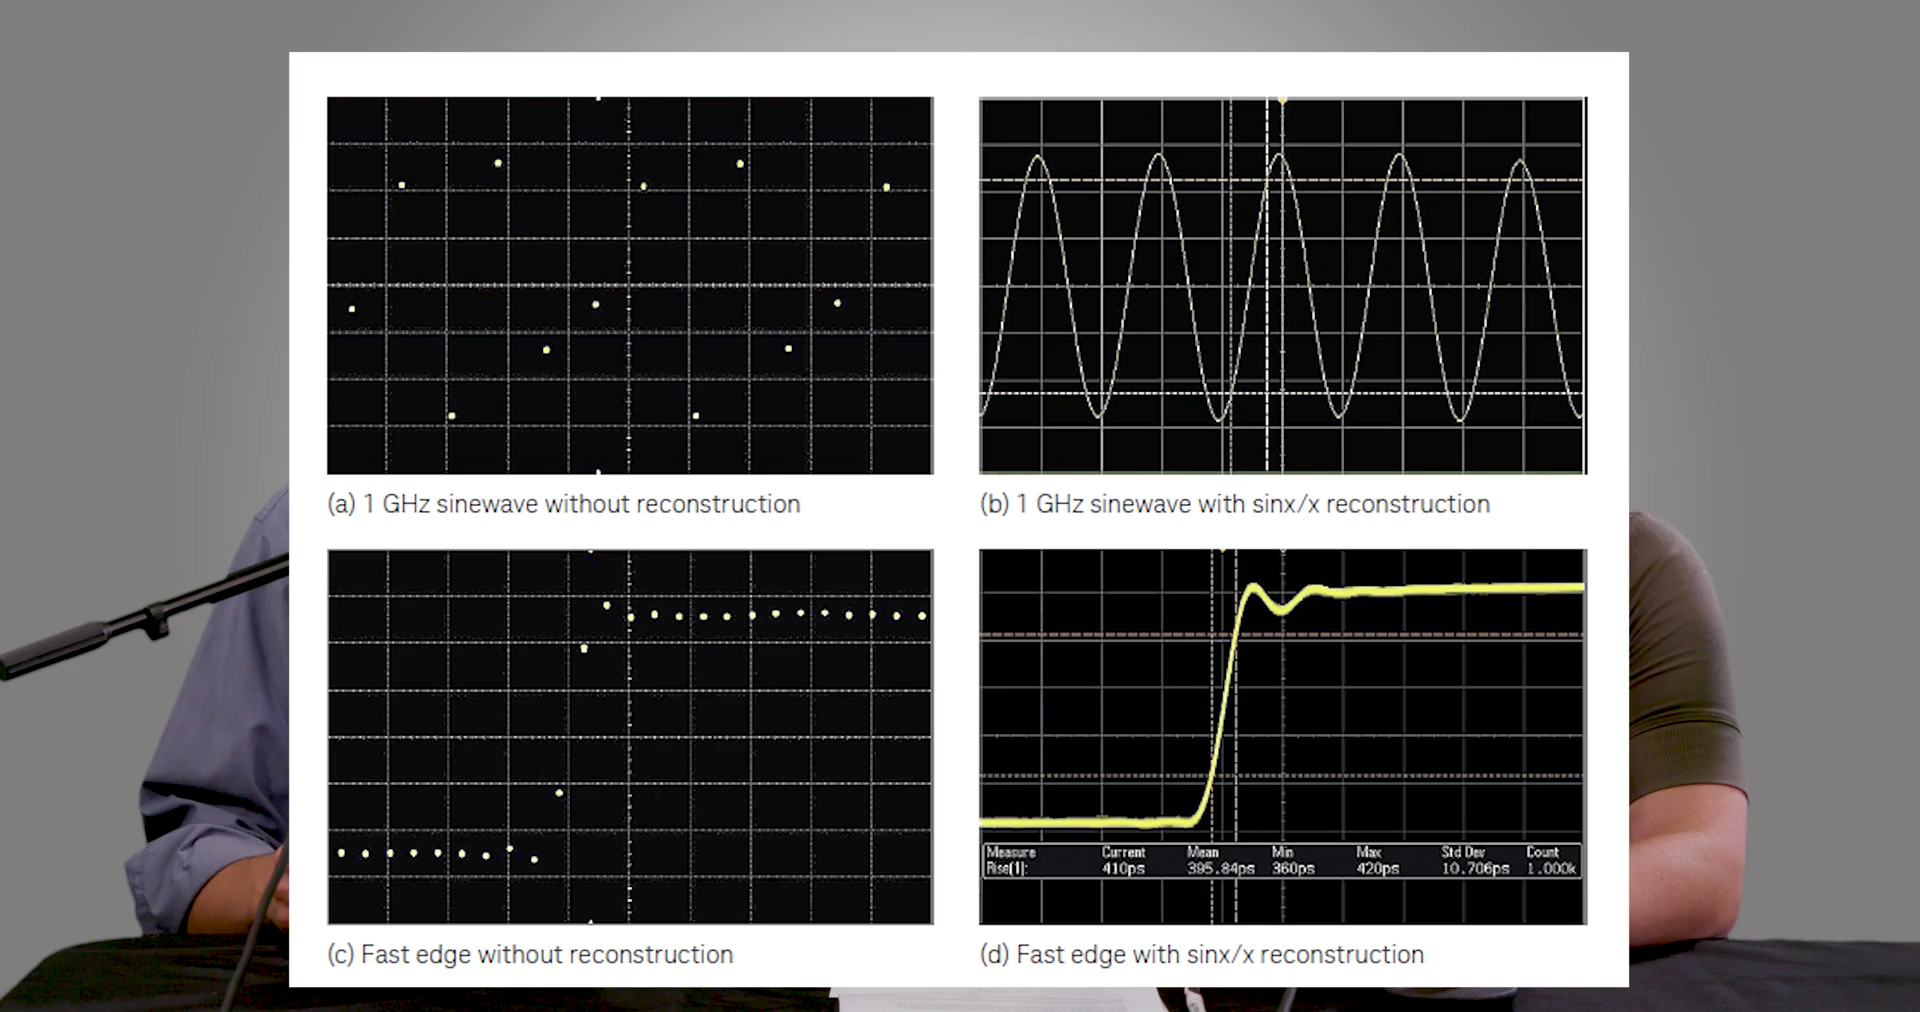 (a) 1 GHz sinewave without reconstruction
(b) 1 GHz sinewave with sinx/x reconstruction
Measure Current Mean Min Max Std Dev Count
Rise[1]: 410ps 395.84ps 360ps 420ps 10.706ps 1.000k
(c) Fast edge without reconstruction
(d) Fast edge with sinx/x reconstruction